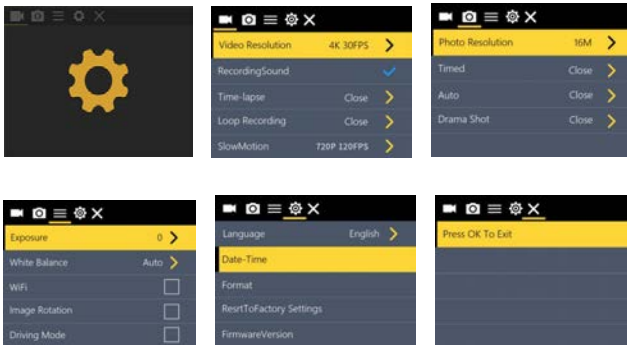 Video Resolution 4K 30FPS
RecordingSound
Time-lapse Close
Loop Recording Close
SlowMotion 720P 120FPS
Photo Resolution 16M
Timed Close
Auto Close
Drama Shot Close
Exposure 0
White Balance Auto
WiFi
Image Rotation
Driving Mode
Language English
Date-Time
Format
ResrtToFactory Settings
FirmwareVersion
Press OK To Exit